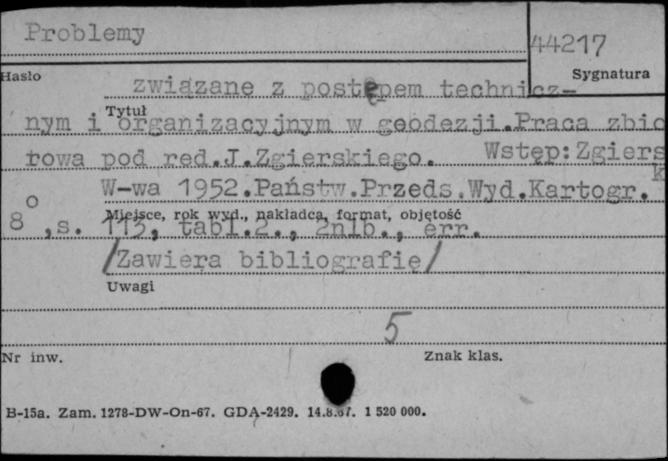 Problemy
44217
Hasło
Sygnatura
związane z postępem technicz-
Tytuł
nym i organizacyjnym w geodezji.Praca zbio
rowa pod red.J.Zgierskiego. Wstęp:Zgiers
k
W-wa 1952.Państw.Przeds.Wyd.Kartogr.
Miejsce, rok wyd., nakładca, format, objętość
8o,s. 113, tabl.2., 2nlb., err.
/Zawiera bibliografię/
Uwagi
5
Nr inw.
Znak klas.
B-15a. Zam. 1278-DW-On-67. GDA-2429. 14.8.67. 1 520 000.